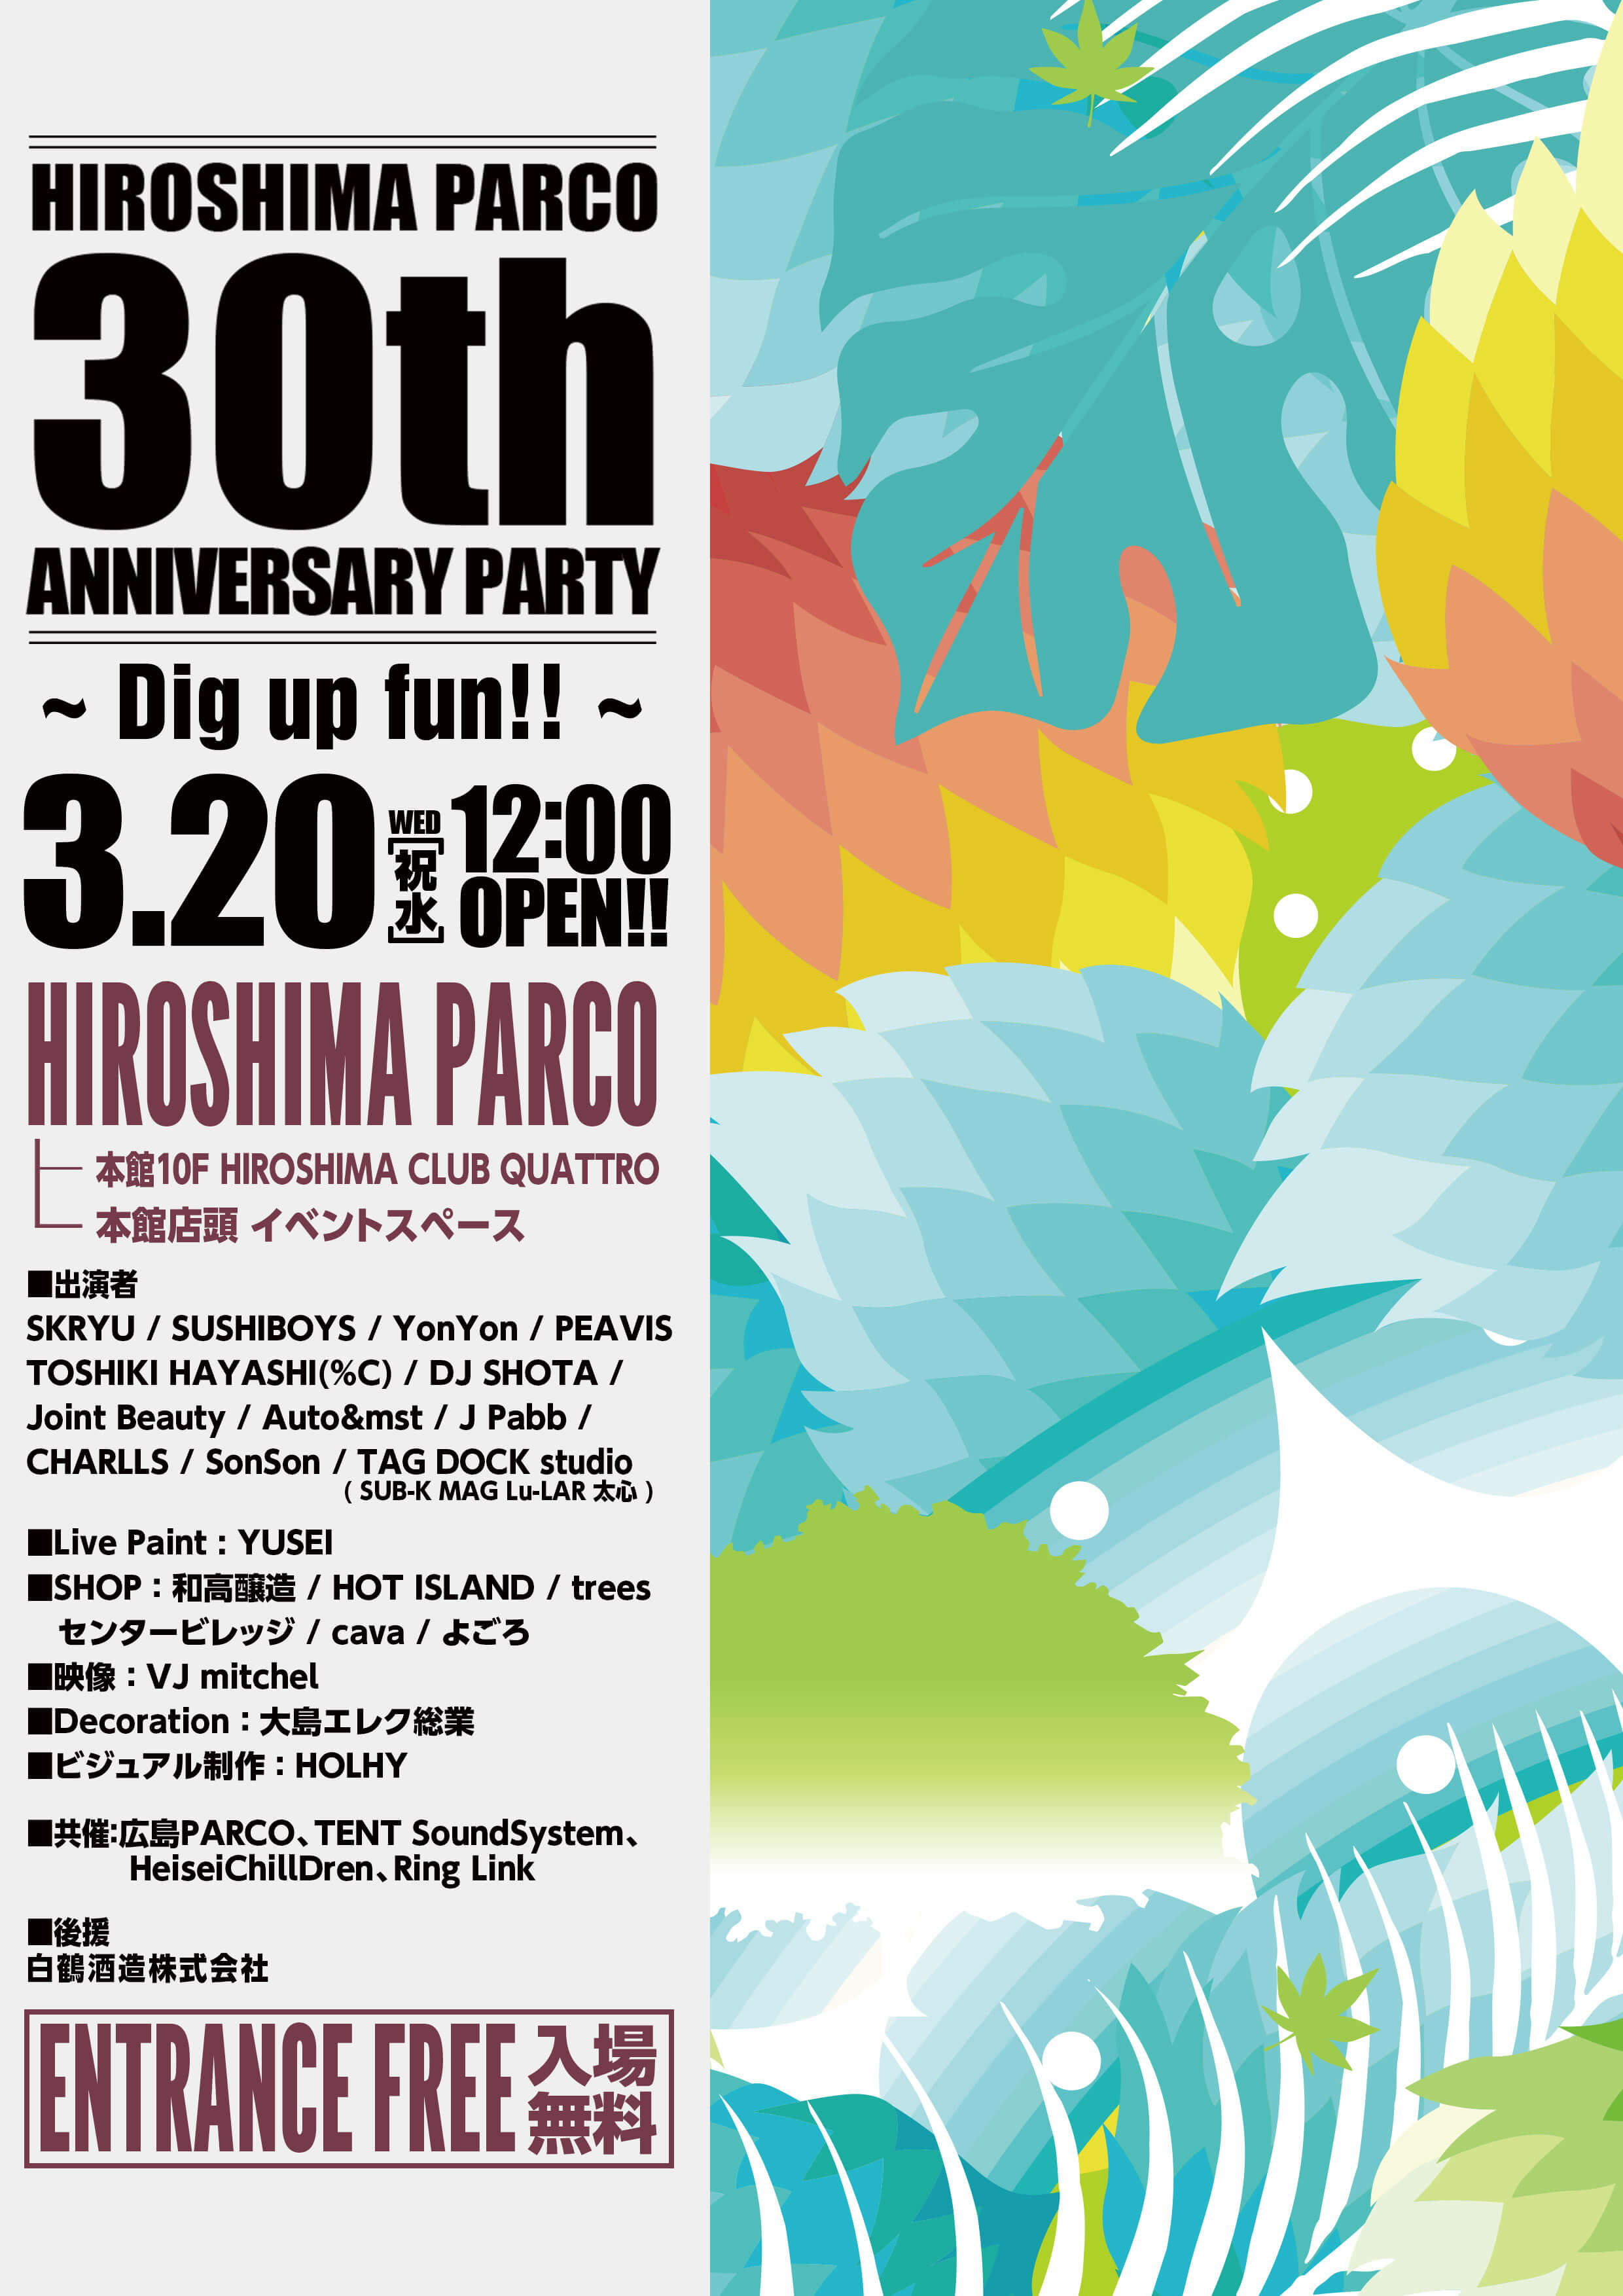 HIROSHIMA PARCO
30th
ANNIVERSARY PARTY
~ Dig up fun!! ~
3.20 WED [祝水] 12:00 OPEN!!
HIROSHIMA PARCO
本館10F HIROSHIMA CLUB QUATTRO
本館店頭 イベントスペース
■出演者
SKRYU / SUSHIBOYS / YonYon / PEAVIS
TOSHIKI HAYASHI(%C) / DJ SHOTA /
Joint Beauty / Auto&mst / J Pabb /
CHARLLS / SonSon / TAG DOCK studio
( SUB-K MAG Lu-LAR 太心 )
■Live Paint : YUSEI
■SHOP : 和高醸造 / HOT ISLAND / trees
センタービレッジ / cava / よごろ
■映像 : VJ mitchel
■Decoration : 大島エレク総業
■ビジュアル制作 : HOLHY
■共催:広島PARCO、TENT SoundSystem、
HeiseiChillDren、Ring Link
■後援
白鶴酒造株式会社
ENTRANCE FREE 入場無料